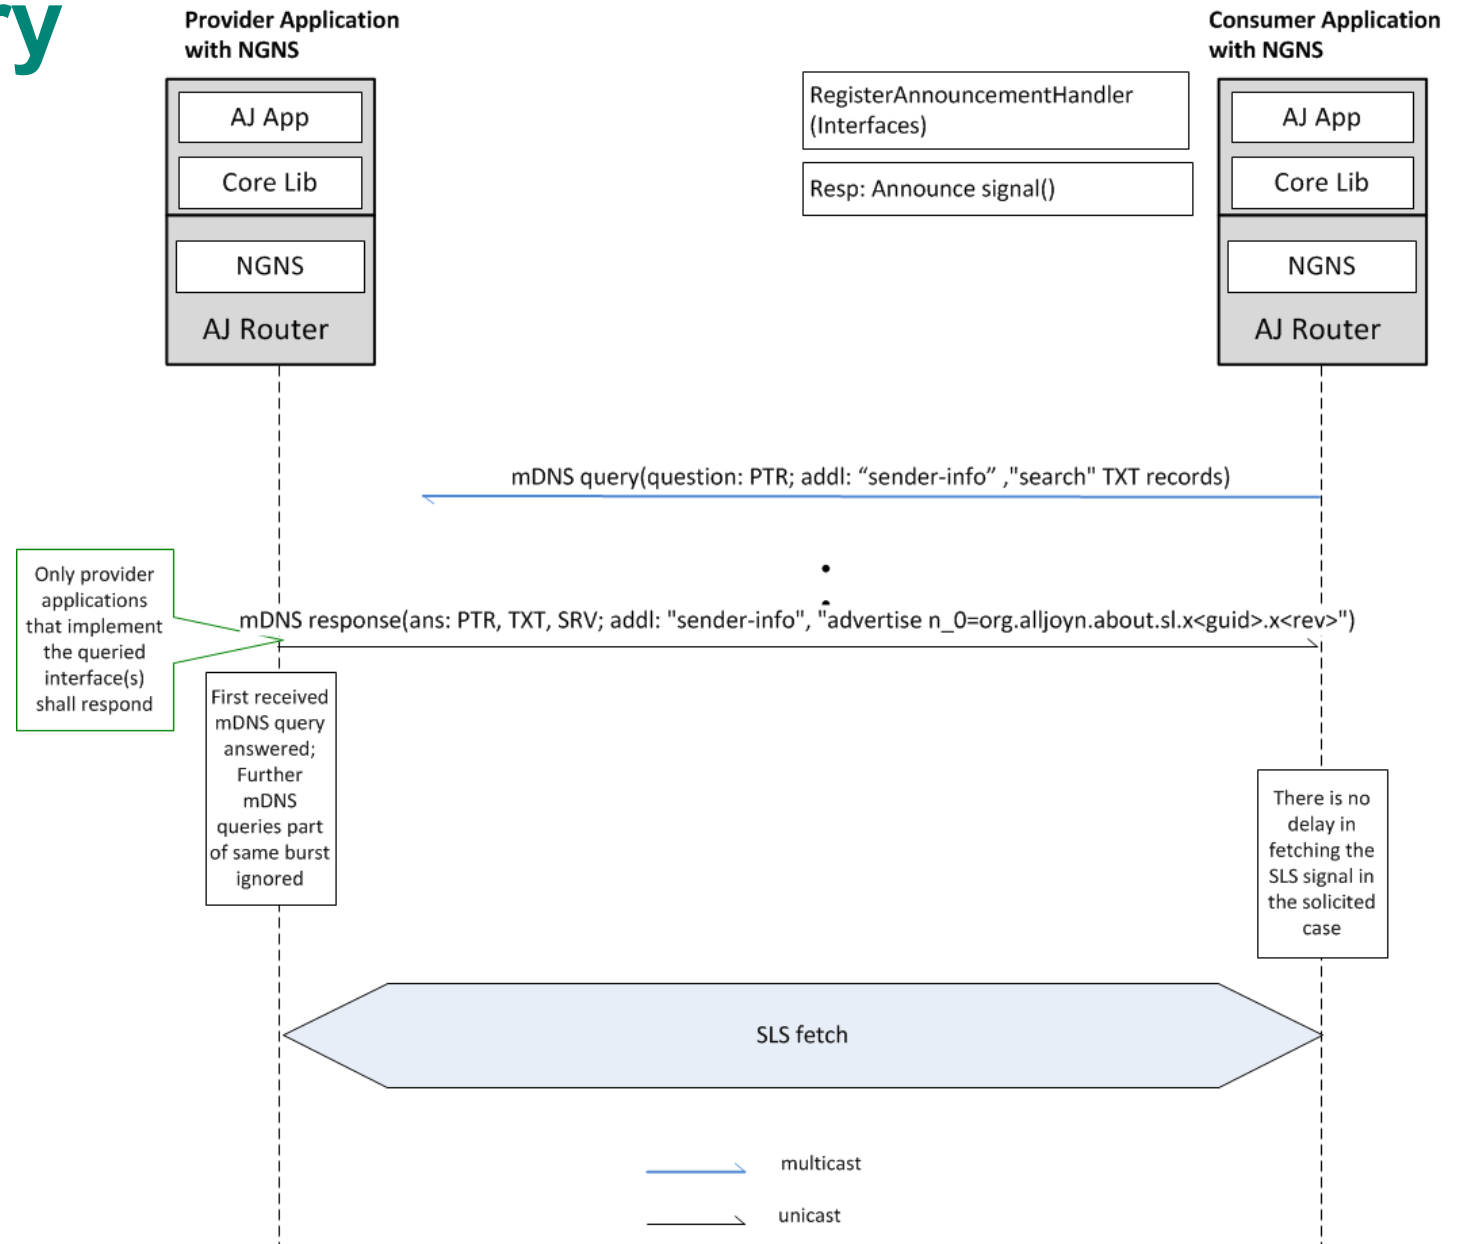 ry
Provider Application
with NGNS
Consumer Application
with NGNS
AJ App
Core Lib
NGNS
AJ Router
RegisterAnnouncementHandler
(Interfaces)
Resp: Announce signal()
AJ App
Core Lib
NGNS
AJ Router
mDNS query(question: PTR; addl: “sender-info” ,"search" TXT records)
Only provider
applications
that implement
the queried
interface(s)
shall respond
mDNS response(ans: PTR, TXT, SRV; addl: "sender-info", "advertise n_0=org.alljoyn.about.sl.x<guid>.x<rev>")
First received
mDNS query
answered;
Further
mDNS
queries part
of same burst
ignored
There is no
delay in
fetching the
SLS signal in
the solicited
case
SLS fetch
multicast
unicast